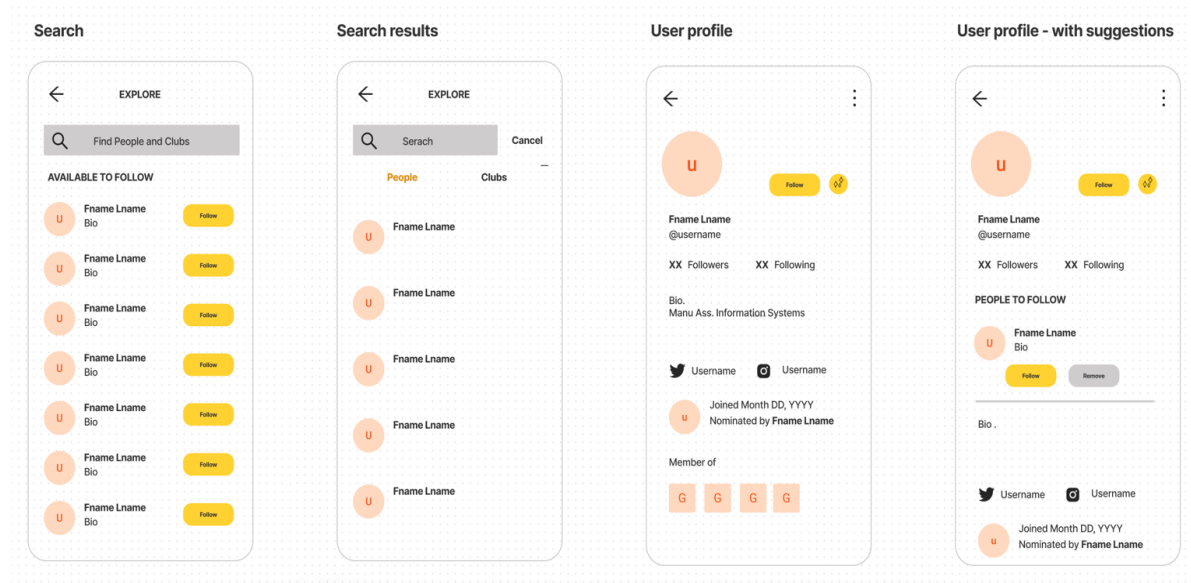 Search
EXPLORE
Find People and Clubs
AVAILABLE TO FOLLOW
U
Fname Lname
Bio
Follow
U
Fname Lname
Bio
Follow
U
Fname Lname
Bio
Follow
U
Fname Lname
Bio
Follow
U
Fname Lname
Bio
Follow
U
Fname Lname
Bio
Follow
U
Fname Lname
Bio
Follow
Search results
EXPLORE
Serach
Cancel
People
Clubs
U
Fname Lname
U
Fname Lname
U
Fname Lname
U
Fname Lname
U
Fname Lname
User profile
u
Follow
Fname Lname
@username
XX Followers
XX Following
Bio.
Manu Ass. Information Systems
Username
Username
u
Joined Month DD, YYYY
Nominated by Fname Lname
Member of
G
G
G
G
User profile - with suggestions
u
Follow
Fname Lname
@username
XX Followers
XX Following
PEOPLE TO FOLLOW
U
Fname Lname
Bio
Follow
Remove
Bio .
Username
Username
u
Joined Month DD, YYYY
Nominated by Fname Lname